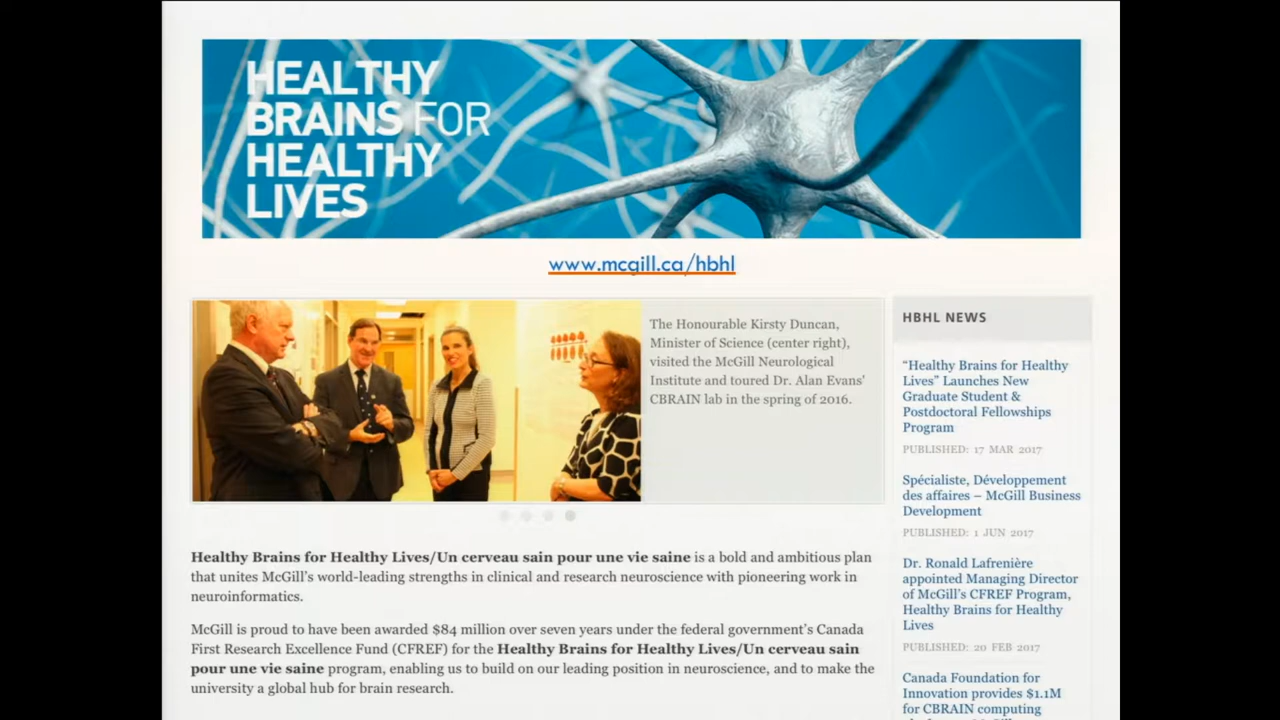 HEALTHY
BRAINS FOR
HEALTHY
LIVES
www.mcgill.ca/hbhl
The Honourable Kirsty Duncan,
Minister of Science (center right),
visited the McGill Neurological
Institute and toured Dr. Alan Evans'
CBRAIN lab in the spring of 2016.
Healthy Brains for Healthy Lives/Un cerveau sain pour une vie saine is a bold and ambitious plan
that unites McGill's world-leading strengths in clinical and research neuroscience with pioneering work in
neuroinformatics.
McGill is proud to have been awarded $84 million over seven years under the federal government's Canada
First Research Excellence Fund (CFREF) for the Healthy Brains for Healthy Lives/Un cerveau sain
pour une vie saine program, enabling us to build on our leading position in neuroscience, and to make the
university a global hub for brain research.
HBHL NEWS
“Healthy Brains for Healthy
Lives” Launches New
Graduate Student &
Postdoctoral Fellowships
Program
PUBLISHED: 17 MAR 2017
Spécialiste, Développement
des affaires – McGill Business
Development
PUBLISHED: 1 JUN 2017
Dr. Ronald Lafrenière
appointed Managing Director
of McGill's CFREF Program,
Healthy Brains for Healthy
Lives
PUBLISHED: 20 FEB 2017
Canada Foundation for
Innovation provides $1.1M
for CBRAIN computing